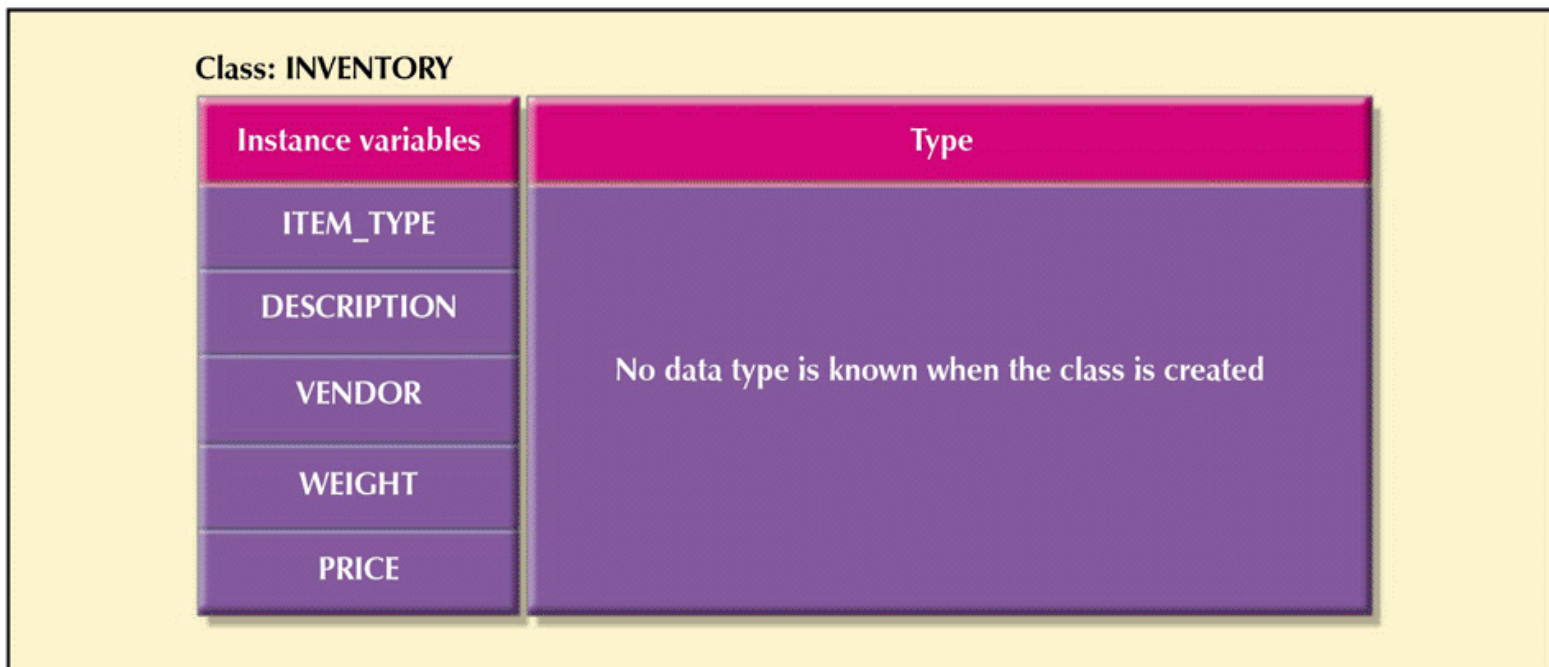 Class: INVENTORY
Instance variables
Type
ITEM_TYPE
DESCRIPTION
VENDOR
WEIGHT
PRICE
No data type is known when the class is created